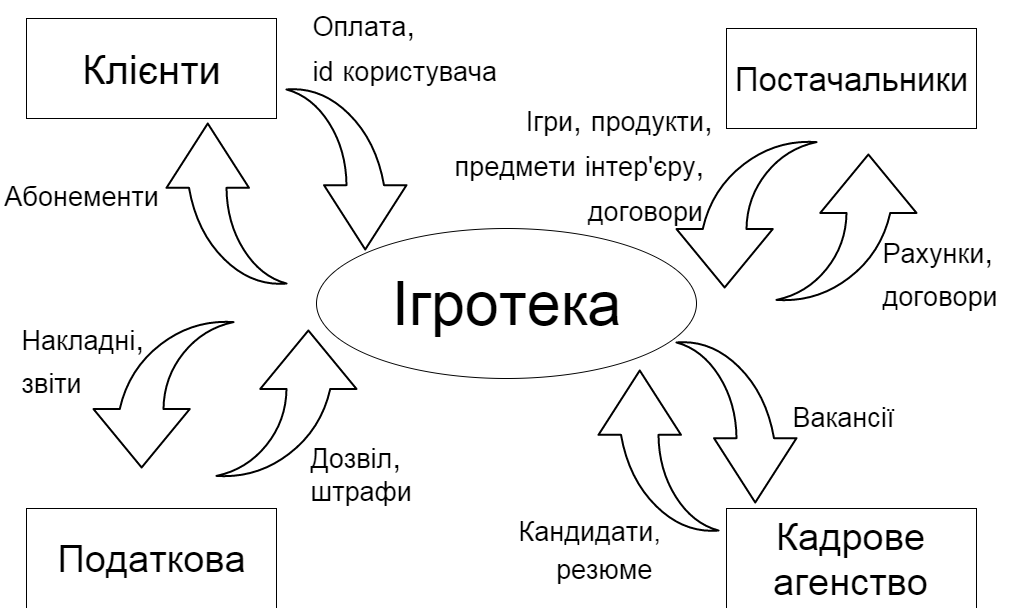 Клієнти
Оплата,
id користувача
Постачальники
Ігри, продукти,
предмети інтер'єру,
договори
Абонементи
Рахунки,
договори
Ігротека
Накладні,
звіти
Вакансії
Дозвіл,
штрафи
Кандидати,
резюме
Податкова
Кадрове
агенство